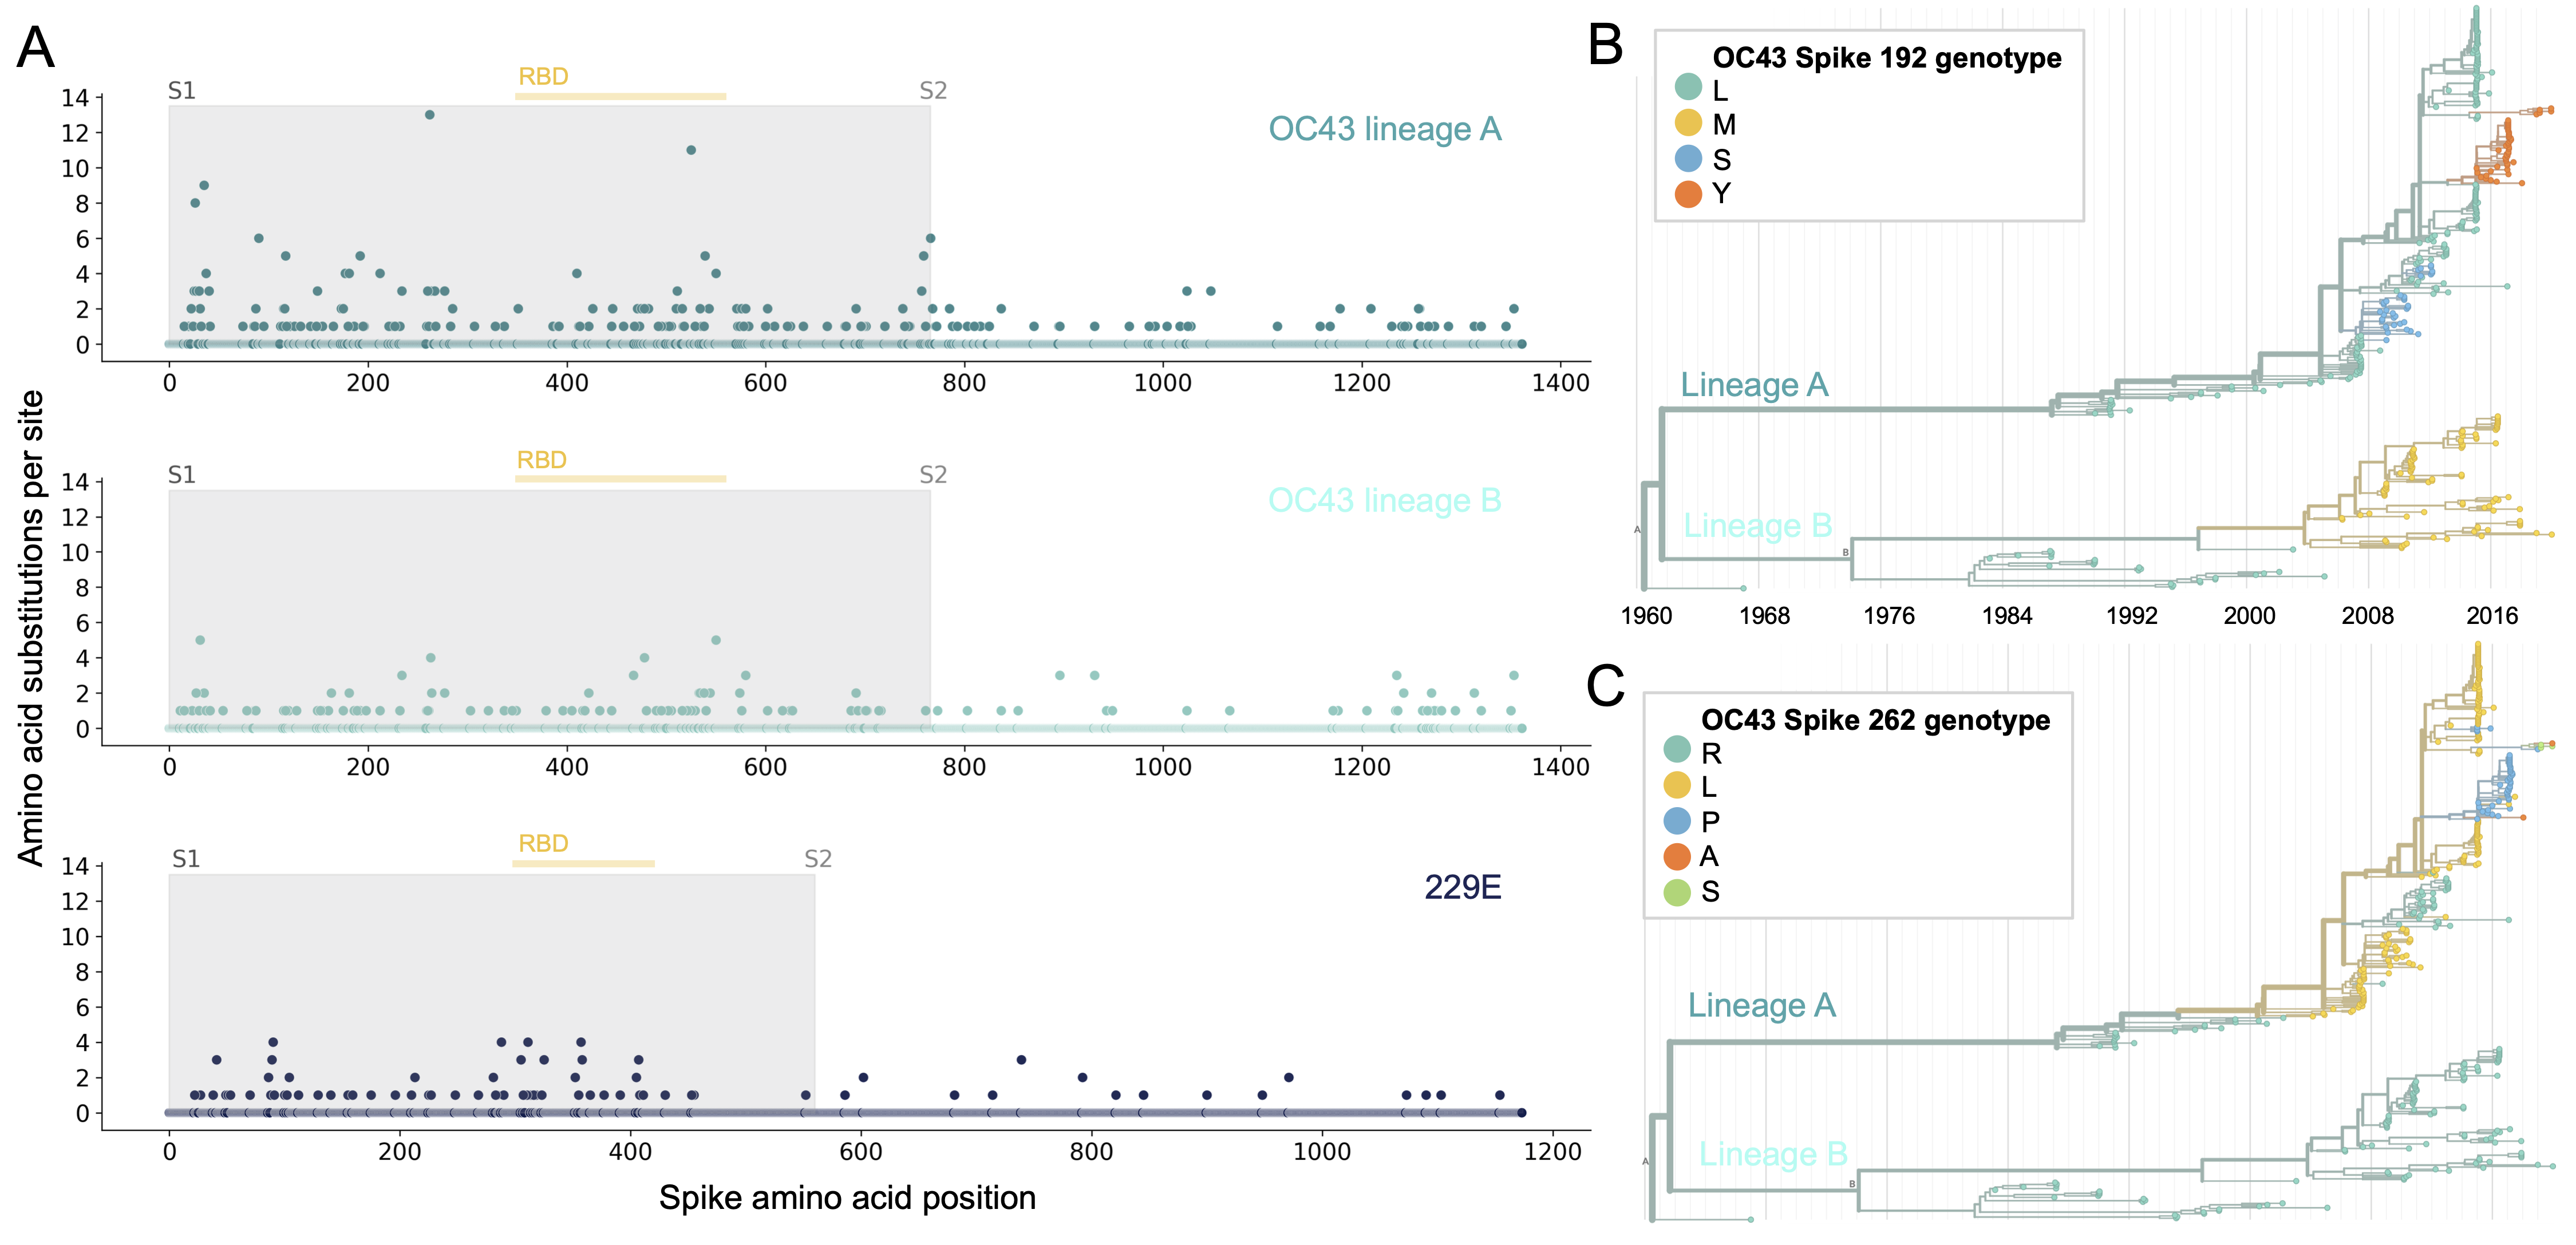 A
Amino acid substitutions per site
S1
RBD
S2
OC43 lineage A
14
12
10
8
6
4
2
0
0 200 400 600 800 1000 1200 1400
S1
RBD
S2
OC43 lineage B
14
12
10
8
6
4
2
0
0 200 400 600 800 1000 1200 1400
S1
RBD
S2
229E
14
12
10
8
6
4
2
0
0 200 400 600 800 1000 1200
Spike amino acid position
B
OC43 Spike 192 genotype
L
M
S
Y
Lineage A
Lineage B
A
B
1960 1968 1976 1984 1992 2000 2008 2016
C
OC43 Spike 262 genotype
R
L
P
A
S
Lineage A
Lineage B
A
B